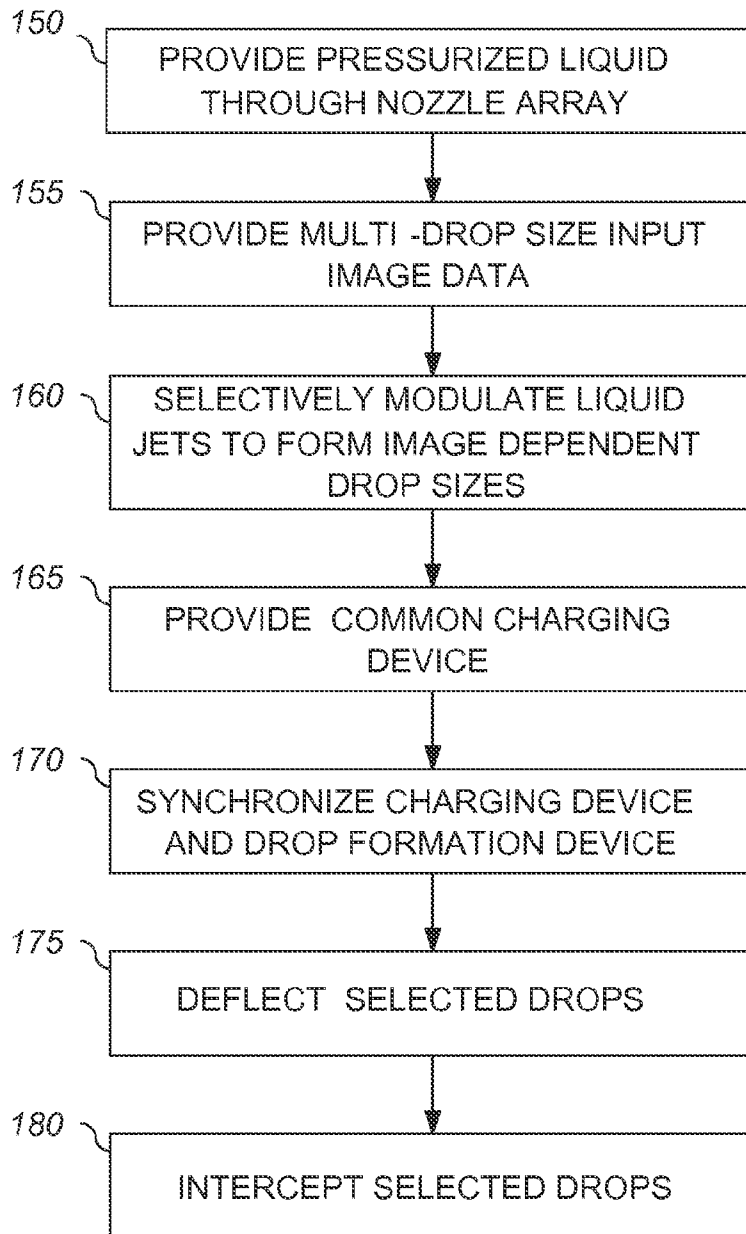 150
PROVIDE PRESSURIZED LIQUID
THROUGH NOZZLE ARRAY
155
PROVIDE MULTI -DROP SIZE INPUT
IMAGE DATA
160
SELECTIVELY MODULATE LIQUID
JETS TO FORM IMAGE DEPENDENT
DROP SIZES
165
PROVIDE COMMON CHARGING
DEVICE
170
SYNCHRONIZE CHARGING DEVICE
AND DROP FORMATION DEVICE
175
DEFLECT SELECTED DROPS
180
INTERCEPT SELECTED DROPS